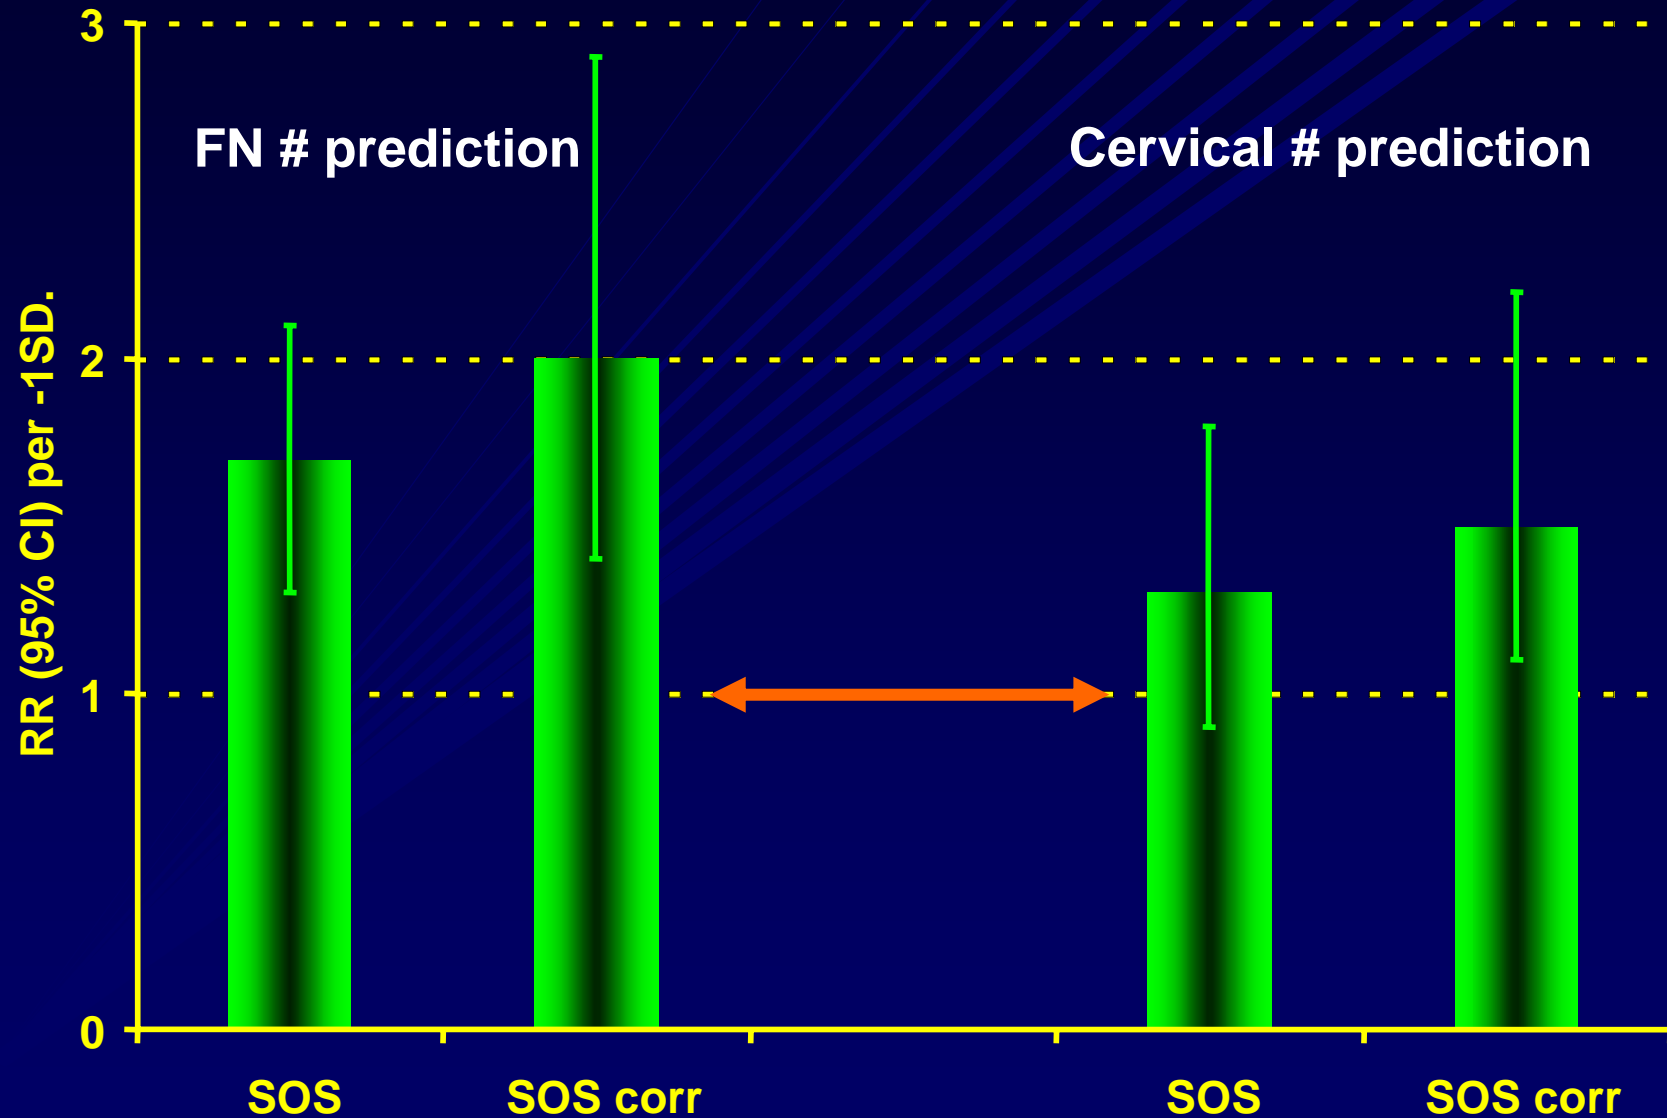 3
FN # prediction
Cervical # prediction
RR (95% CI) per -1SD.
2
1
0
SOS
SOS corr
SOS
SOS corr